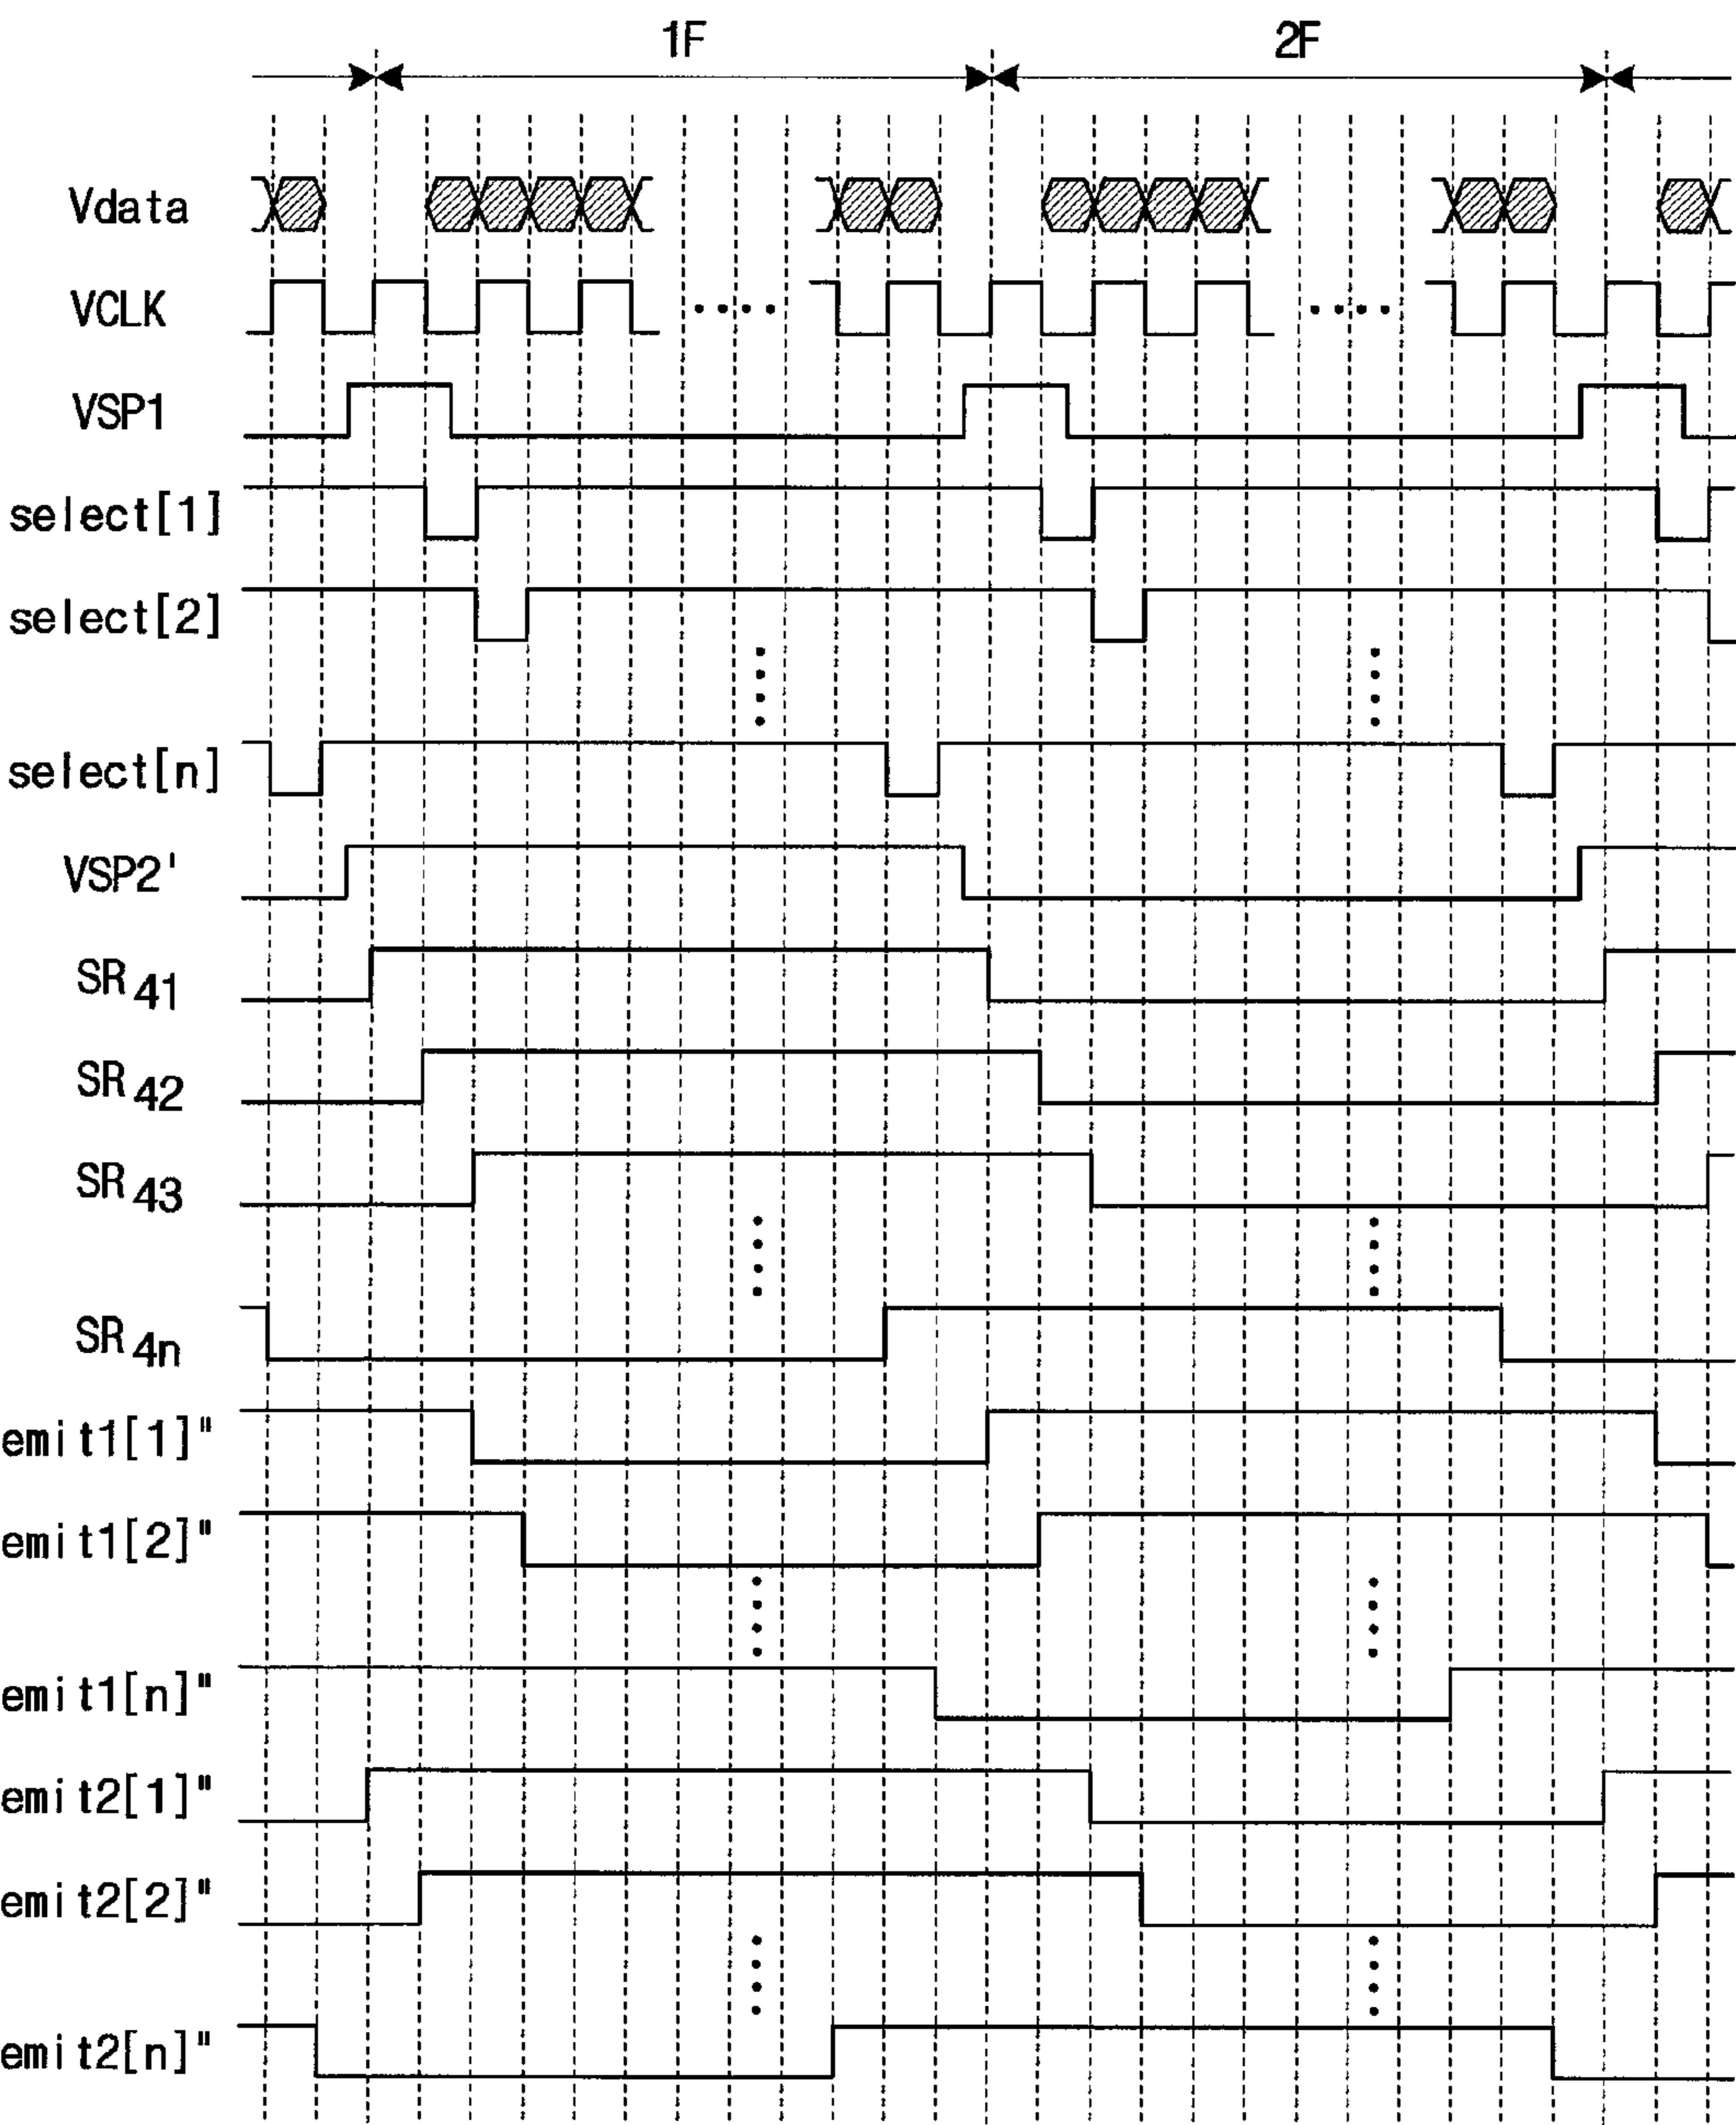 1F 2F
Vdata
VCLK
VSP1
select[1]
select[2]
select[n]
VSP2'
SR41
SR42
SR43
SR4n
emit1[1]"
emit1[2]"
emit1[n]"
emit2[1]"
emit2[2]"
emit2[n]"